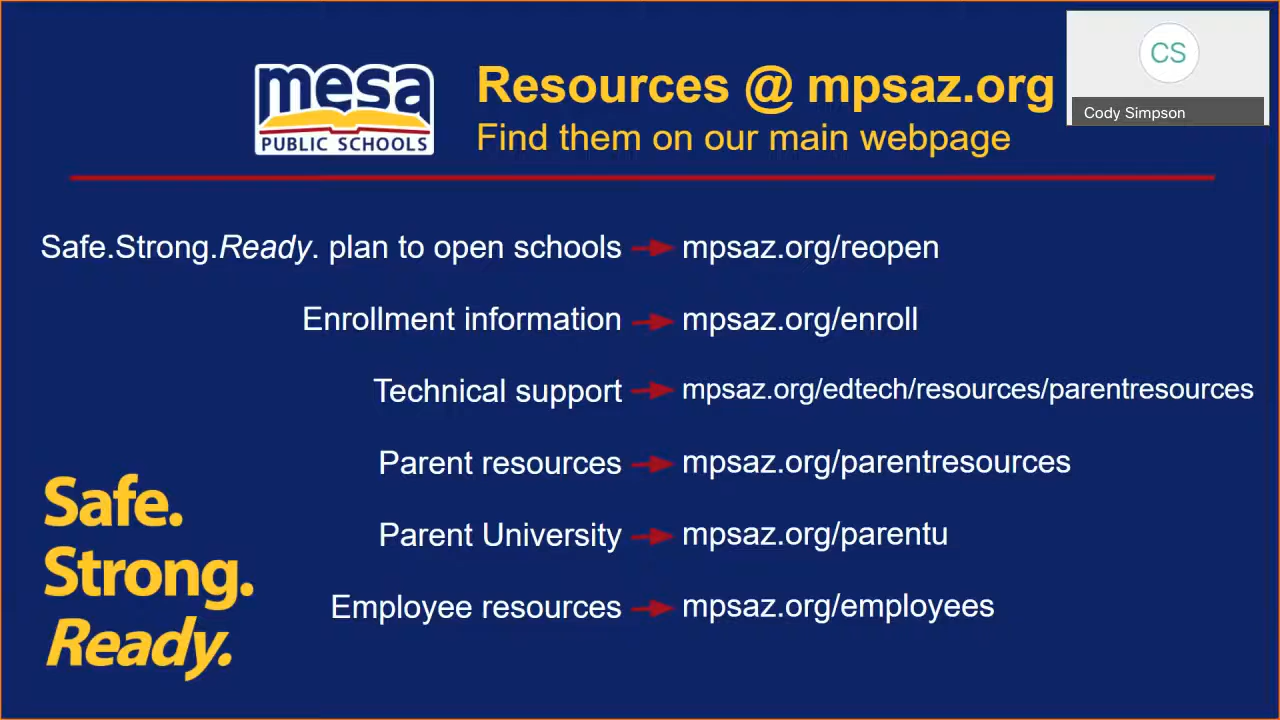 mesa
PUBLIC SCHOOLS
Resources @ mpsaz.org
Find them on our main webpage
CS
Cody Simpson
Safe.Strong.Ready. plan to open schools mpsaz.org/reopen
Enrollment information mpsaz.org/enroll
Technical support mpsaz.org/edtech/resources/parentresources
Parent resources mpsaz.org/parentresources
Parent University mpsaz.org/parentu
Employee resources mpsaz.org/employees
Safe.
Strong.
Ready.